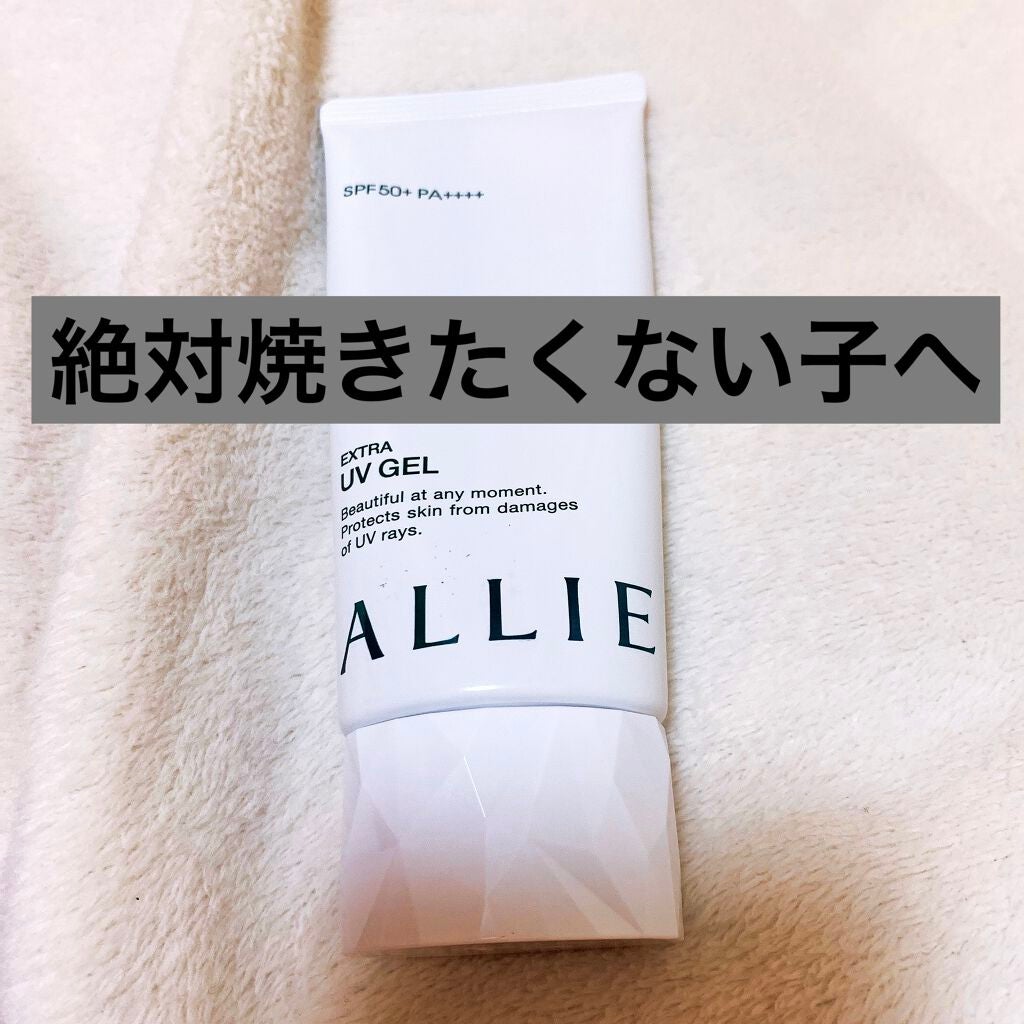 SPF50+ PA++++
絶対焼きたくない子へ
EXTRA
UV GEL
Beautiful at any moment.
Protects skin from damages
of UV rays.
ALLIE